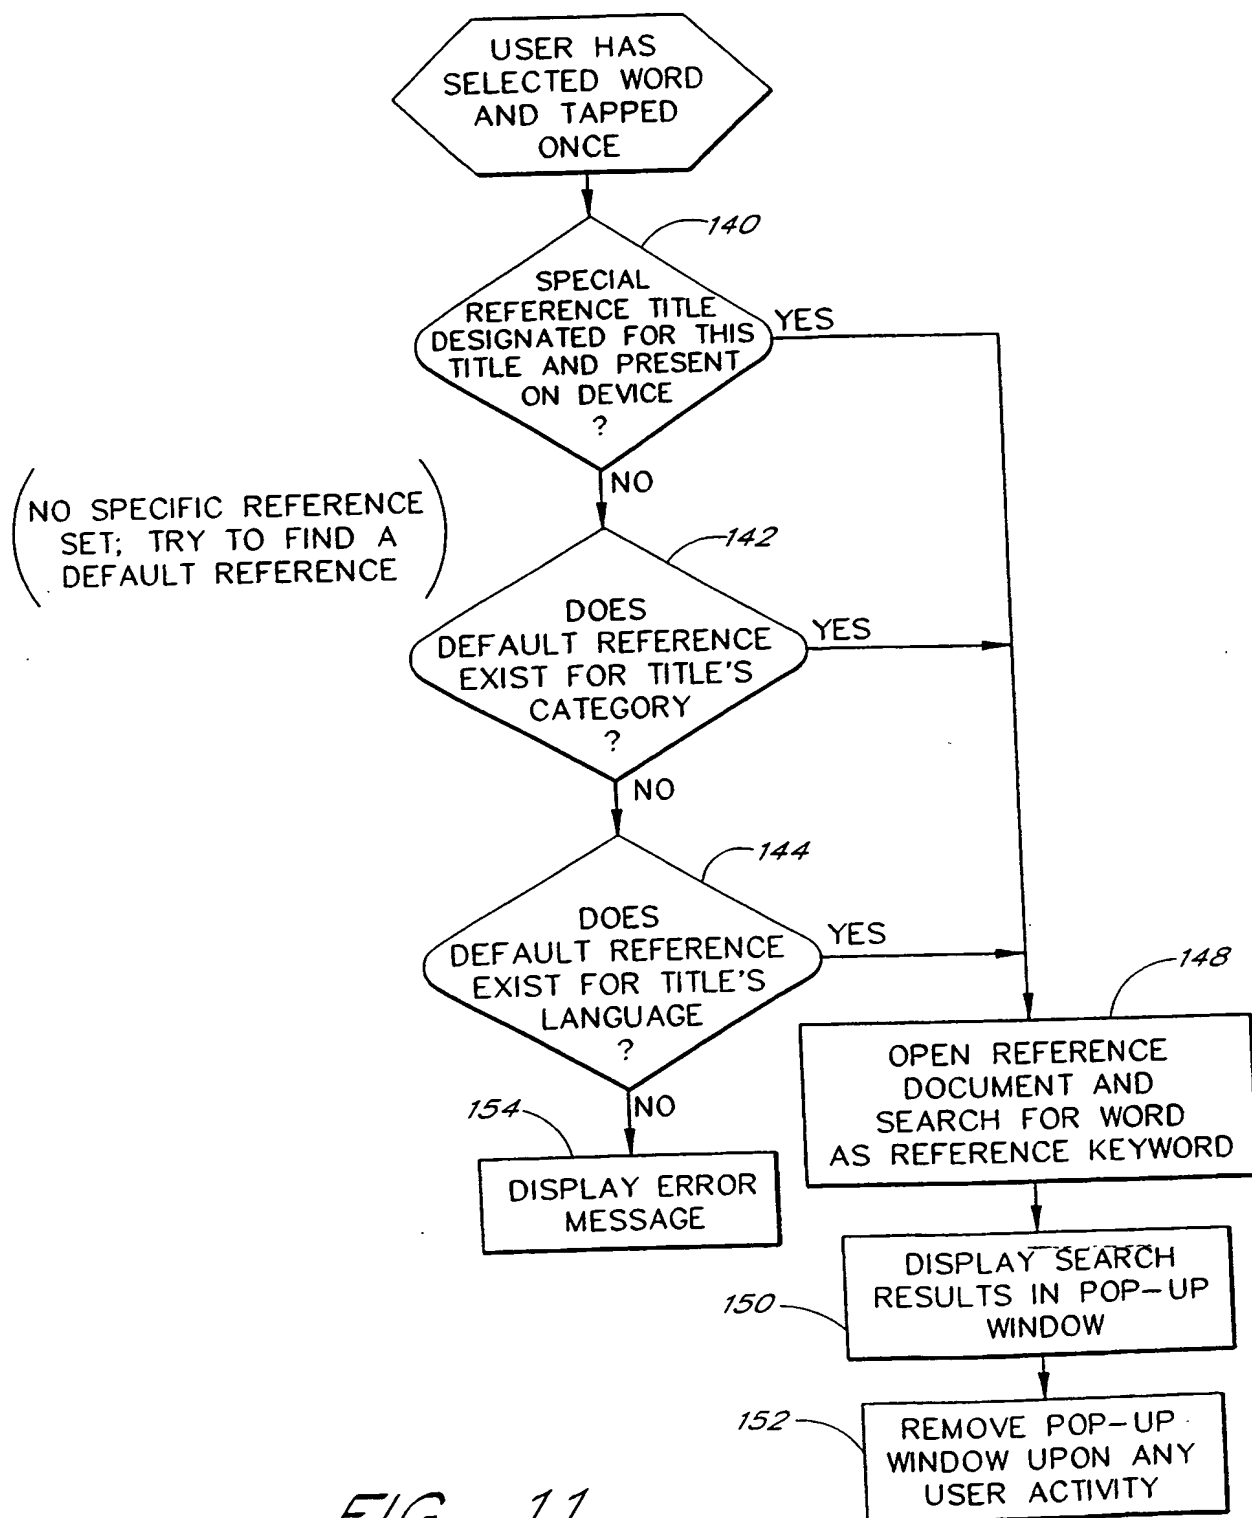 USER HAS
SELECTED WORD
AND TAPPED
ONCE
140
SPECIAL
REFERENCE TITLE
DESIGNATED FOR THIS
TITLE AND PRESENT
ON DEVICE
?
YES
NO
(NO SPECIFIC REFERENCE
SET; TRY TO FIND A
DEFAULT REFERENCE)
142
DOES
DEFAULT REFERENCE
EXIST FOR TITLE'S
CATEGORY
?
YES
NO
144
DOES
DEFAULT REFERENCE
EXIST FOR TITLE'S
LANGUAGE
?
YES
NO
154
DISPLAY ERROR
MESSAGE
148
OPEN REFERENCE
DOCUMENT AND
SEARCH FOR WORD
AS REFERENCE KEYWORD
DISPLAY SEARCH
RESULTS IN POP-UP
WINDOW
150
REMOVE POP-UP
WINDOW UPON ANY
USER ACTIVITY
152
FIG. 11